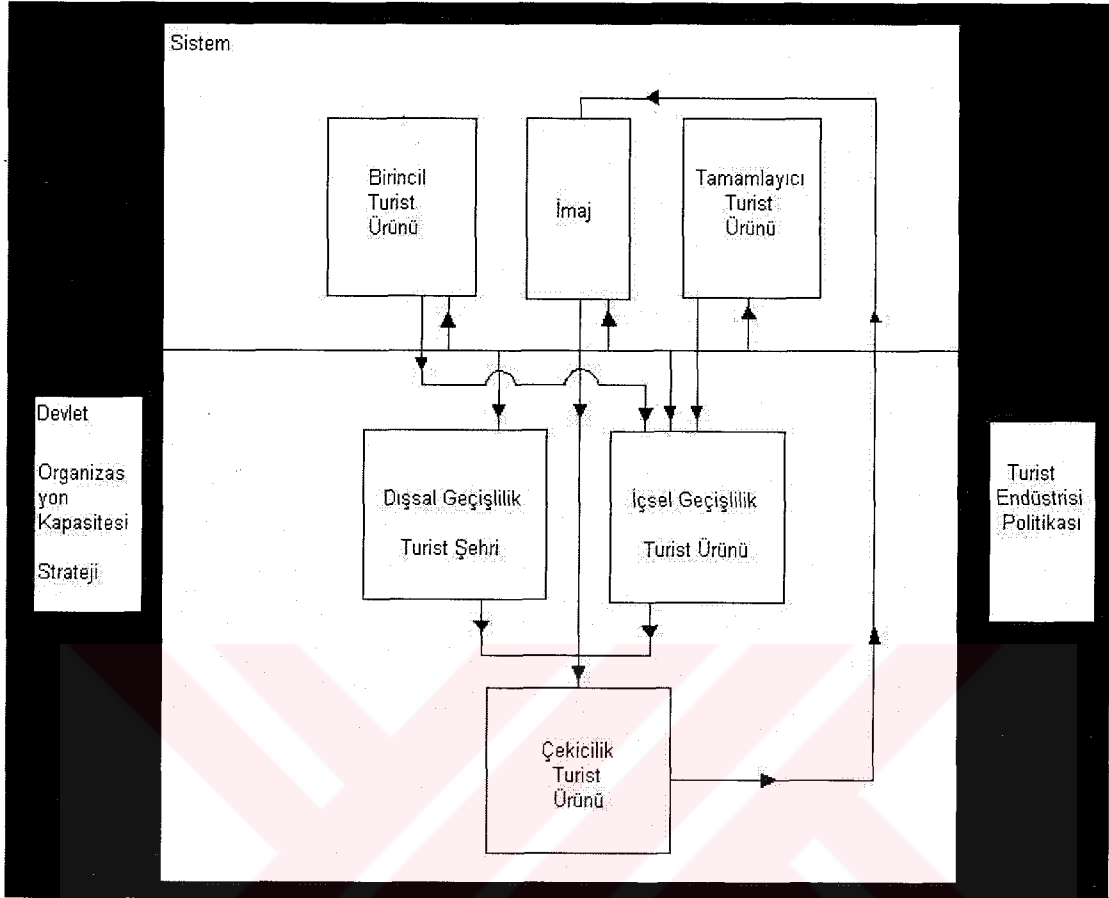 Sistem
Birincil
Turist
Ürünü
İmaj
Tamamlayıcı
Turist
Ürünü
Devlet
Organizas
yon
Kapasitesi
Strateji
Dışsal Geçişlilik
Turist Şehri
İçsel Geçişlilik
Turist Ürünü
Turist
Endüstrisi
Politikası
Çekicilik
Turist
Ürünü